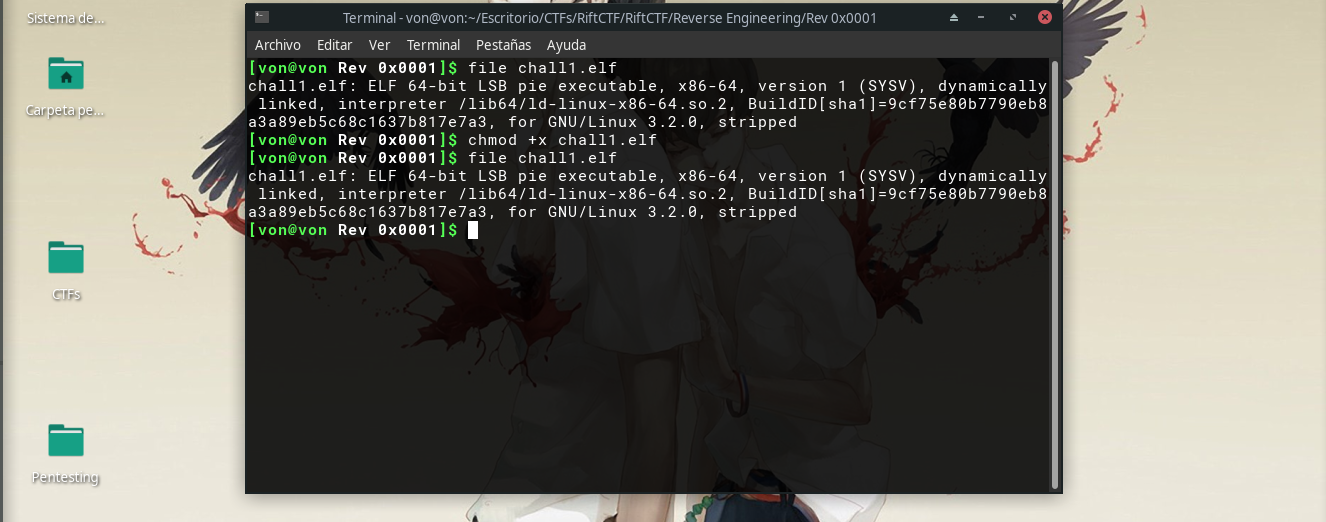 Sistema de...
Carpeta pe...
CTFs
Pentesting
Terminal - von@von:~/Escritorio/CTFs/RiftCTF/RiftCTF/Reverse Engineering/Rev 0x0001
Archivo Editar Ver Terminal Pestañas Ayuda
[von@von Rev 0x0001]$ file chall1.elf
chall1.elf: ELF 64-bit LSB pie executable, x86-64, version 1 (SYSV), dynamically
linked, interpreter /lib64/ld-linux-x86-64.so.2, BuildID[sha1]=9cf75e80b7790eb8
a3a89eb5c68c1637b817e7a3, for GNU/Linux 3.2.0, stripped
[von@von Rev 0x0001]$ chmod +x chall1.elf
[von@von Rev 0x0001]$ file chall1.elf
chall1.elf: ELF 64-bit LSB pie executable, x86-64, version 1 (SYSV), dynamically
linked, interpreter /lib64/ld-linux-x86-64.so.2, BuildID[sha1]=9cf75e80b7790eb8
a3a89eb5c68c1637b817e7a3, for GNU/Linux 3.2.0, stripped
[von@von Rev 0x0001]$